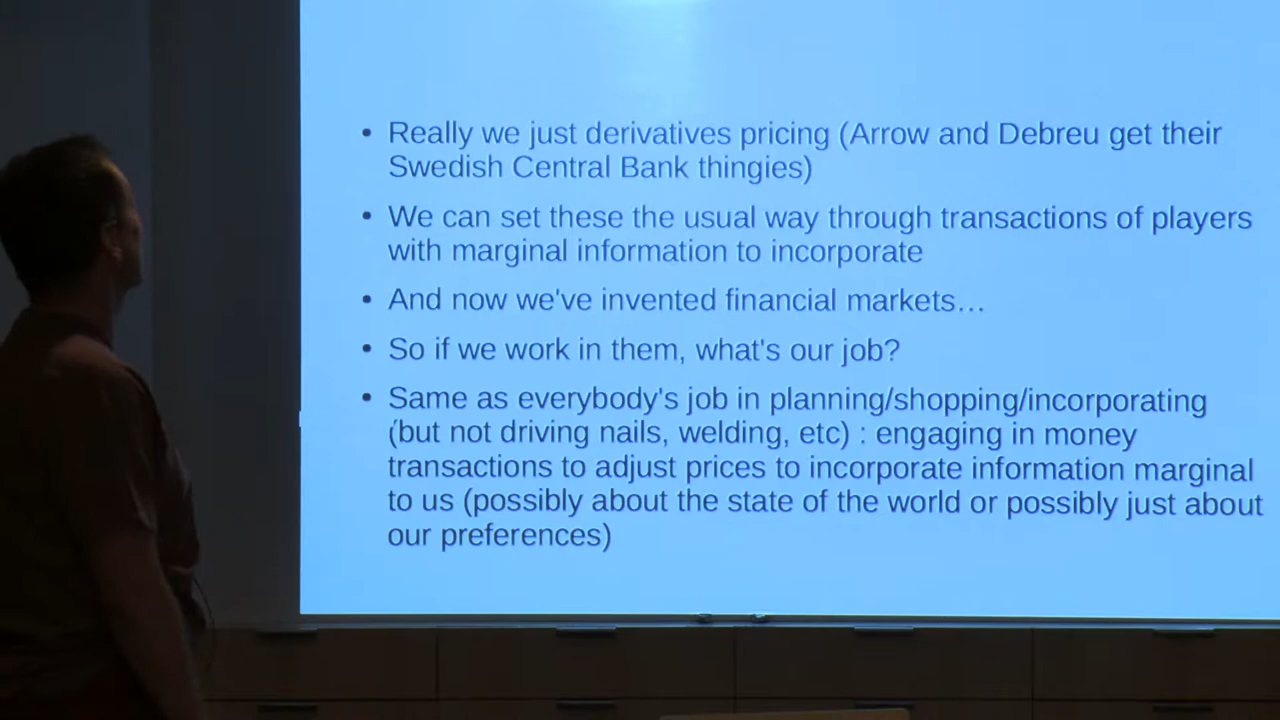 • Really we just derivatives pricing (Arrow and Debreu get their
Swedish Central Bank thingies)
• We can set these the usual way through transactions of players
with marginal information to incorporate
• And now we've invented financial markets…
• So if we work in them, what's our job?
• Same as everybody's job in planning/shopping/incorporating
(but not driving nails, welding, etc) : engaging in money
transactions to adjust prices to incorporate information marginal
to us (possibly about the state of the world or possibly just about
our preferences)